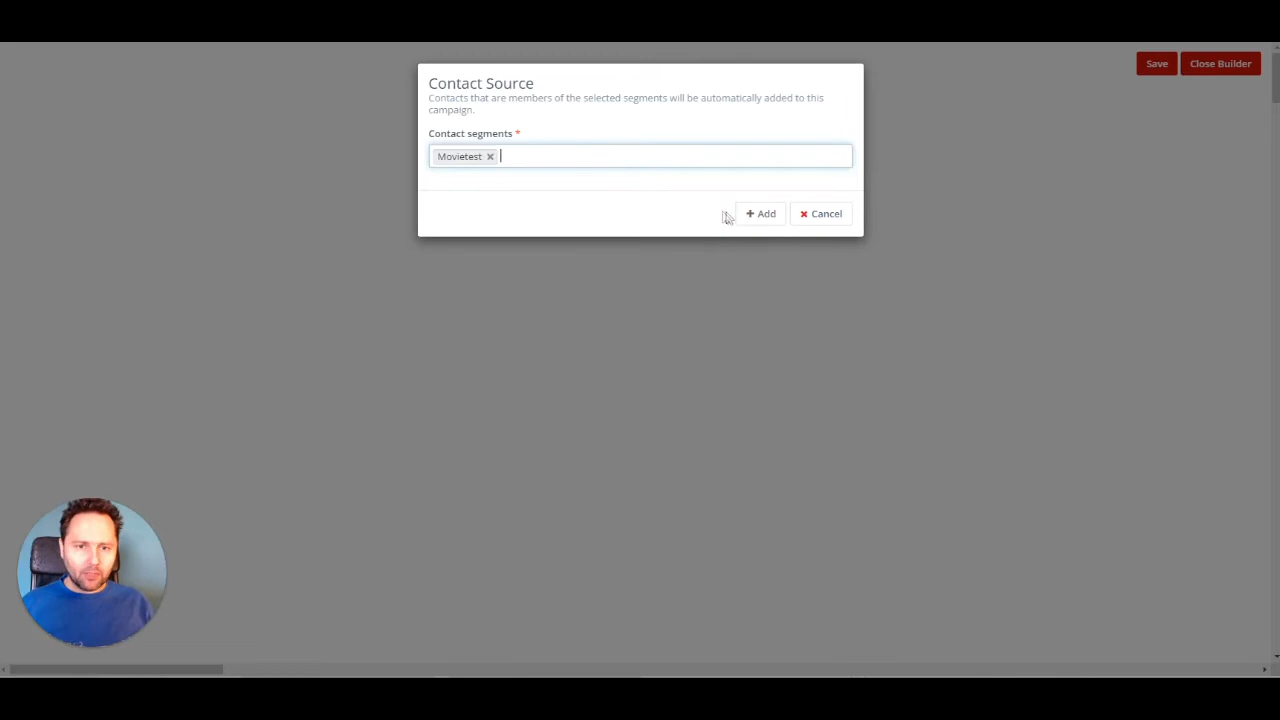 Save
Close Builder
Contact Source
Contacts that are members of the selected segments will be automatically added to this
campaign.
Contact segments *
Movietest
Add
Cancel